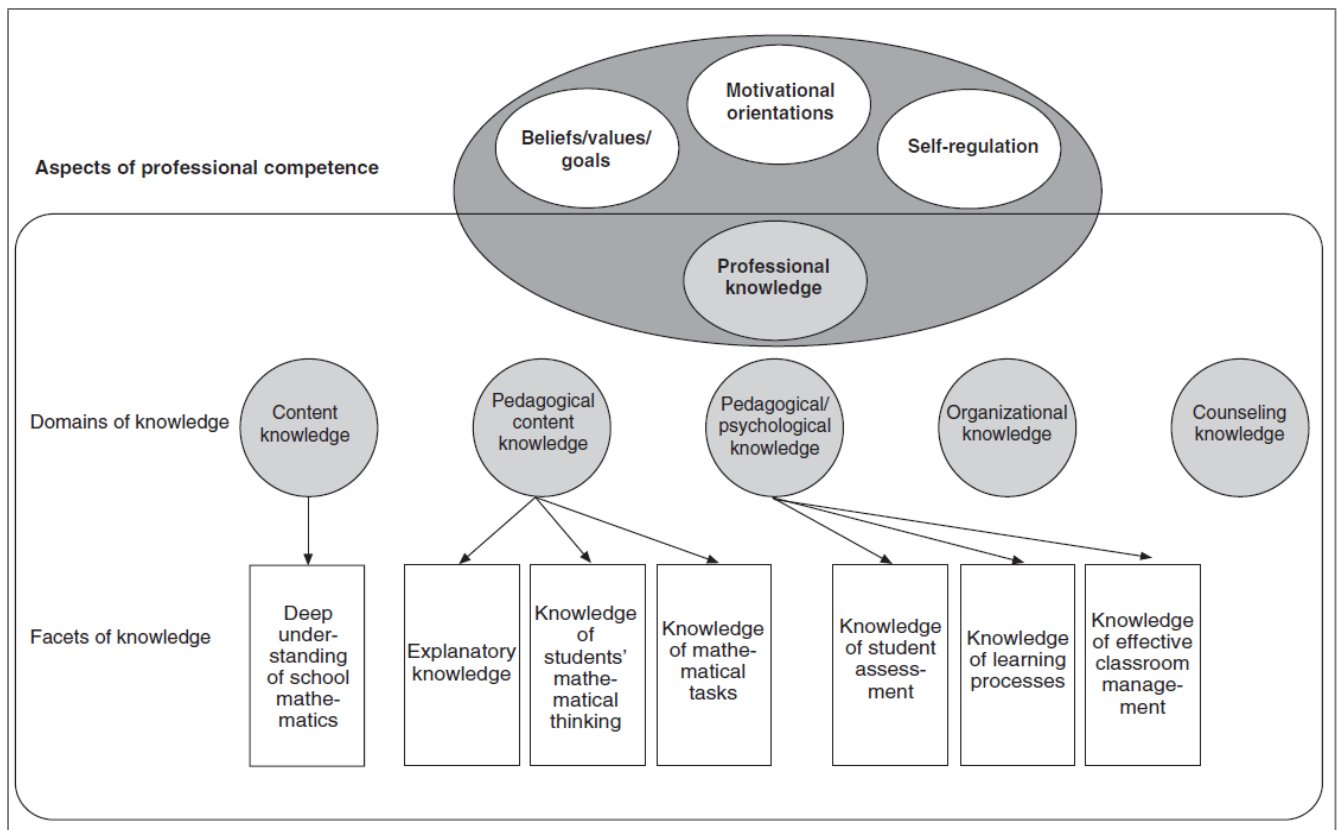 Motivational
orientations
Beliefs/values/
goals
Self-regulation
Aspects of professional competence
Professional
knowledge
Domains of knowledge
Content
knowledge
Pedagogical
content
knowledge
Pedagogical/
psychological
knowledge
Organizational
knowledge
Counseling
knowledge
Facets of knowledge
Deep
under-
standing
of school
mathe-
matics
Explanatory
knowledge
Knowledge
of
students’
mathe-
matical
thinking
Knowledge
of mathe-
matical
tasks
Knowledge
of student
assess-
ment
Knowledge
of learning
processes
Knowledge
of effective
classroom
manage-
ment